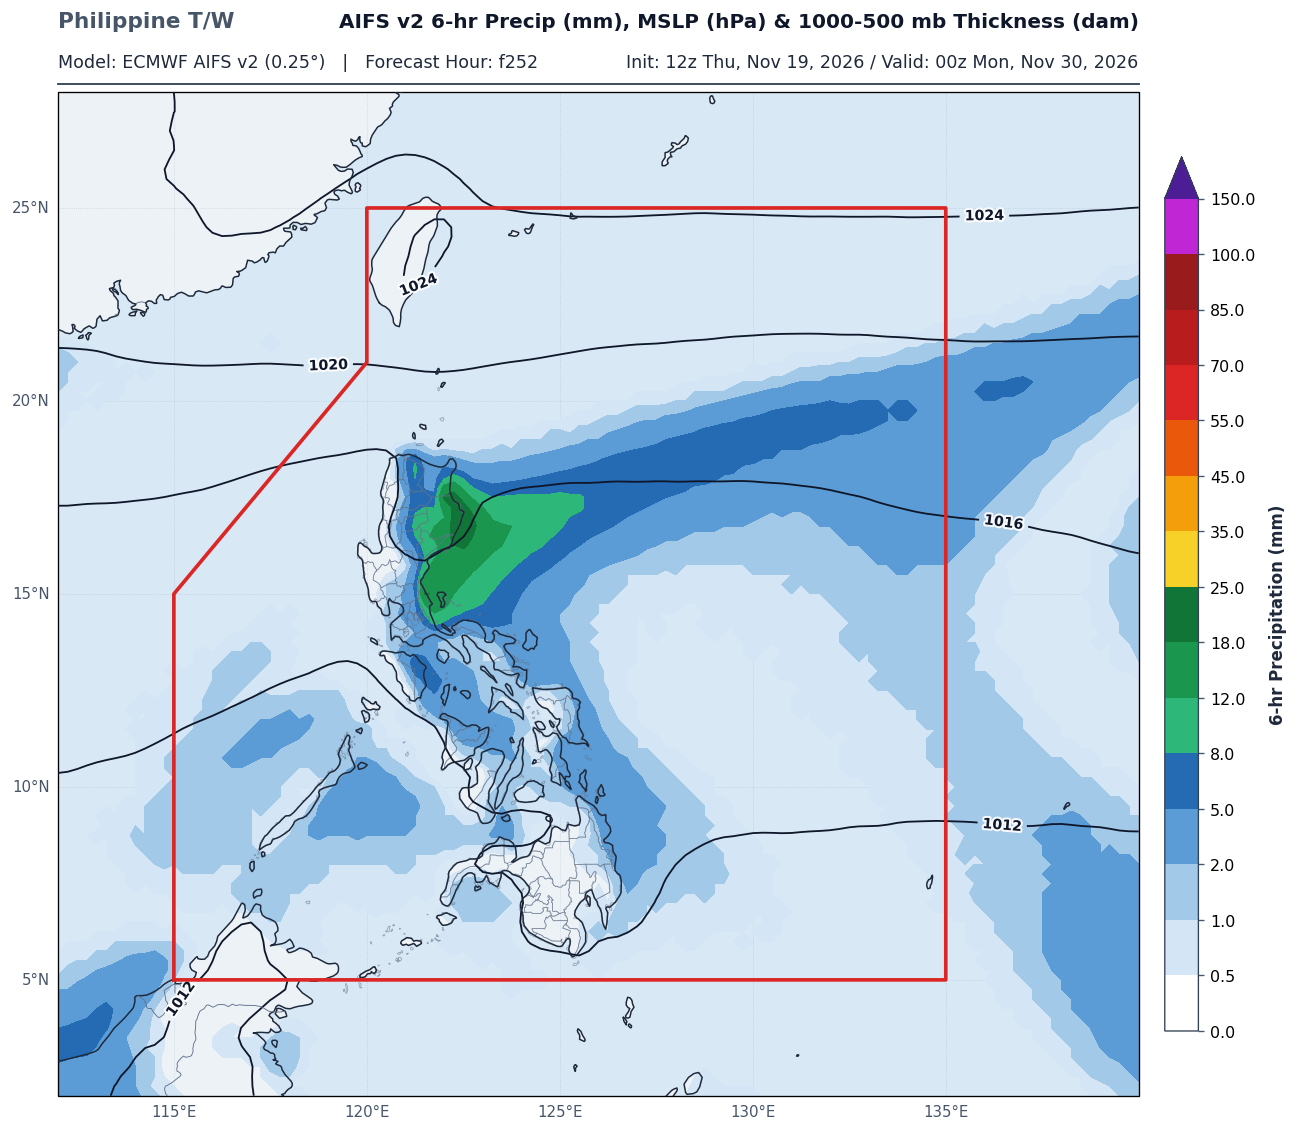 Philippine T/W
AIFS v2 6-hr Precip (mm), MSLP (hPa) & 1000-500 mb Thickness (dam)
Model: ECMWF AIFS v2 (0.25°) | Forecast Hour: f252
Init: 12z Thu, Nov 19, 2026 / Valid: 00z Mon, Nov 30, 2026
25°N
20°N
15°N
10°N
5°N
115°E
120°E
125°E
130°E
135°E
1024
1024
1020
1016
1012
1012
150.0
100.0
85.0
70.0
55.0
45.0
35.0
25.0
18.0
12.0
8.0
5.0
2.0
1.0
0.5
0.0
6-hr Precipitation (mm)